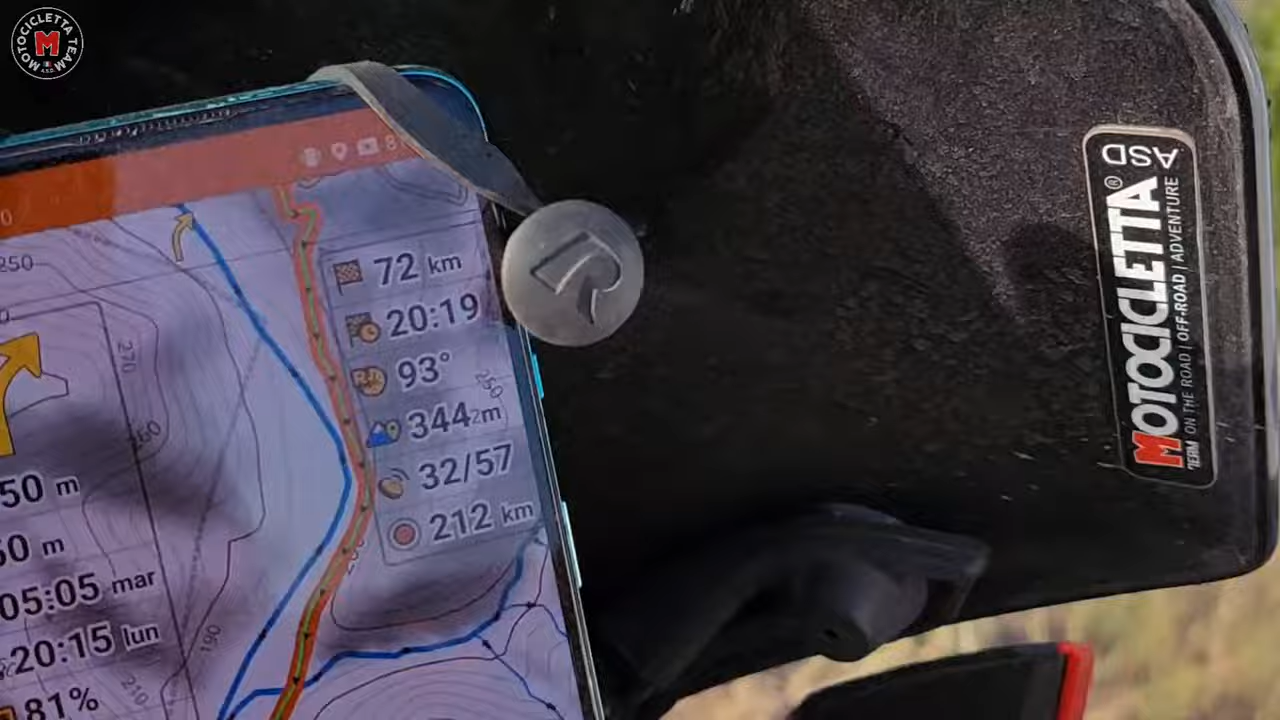 MOTOCICLETTA TEAM
M
A.S.D.
72 km
20:19
93°
344 m
32/57
212 km
250
270
190
210
50 m
50 m
05:05 mar
20:15 lun
81%
ASD
MOTOCICLETTA®
TEAM ON THE ROAD | OFF-ROAD | ADVENTURE